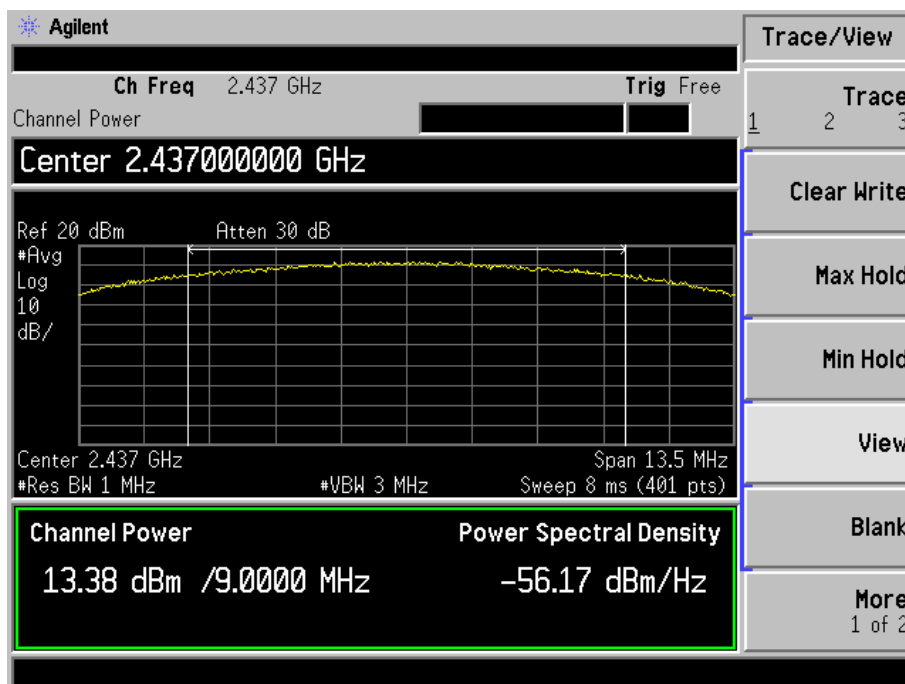 Agilent
Trace/View
Ch Freq 2.437 GHz Trig Free
Channel Power
Trace
1 2 3
Center 2.437000000 GHz
Clear Write
Ref 20 dBm Atten 30 dB
#Avg
Log
10
dB/
Max Hold
Min Hold
View
Center 2.437 GHz Span 13.5 MHz
#Res BW 1 MHz #VBW 3 MHz Sweep 8 ms (401 pts)
Channel Power Power Spectral Density
Blank
13.38 dBm /9.0000 MHz -56.17 dBm/Hz
More
1 of 2